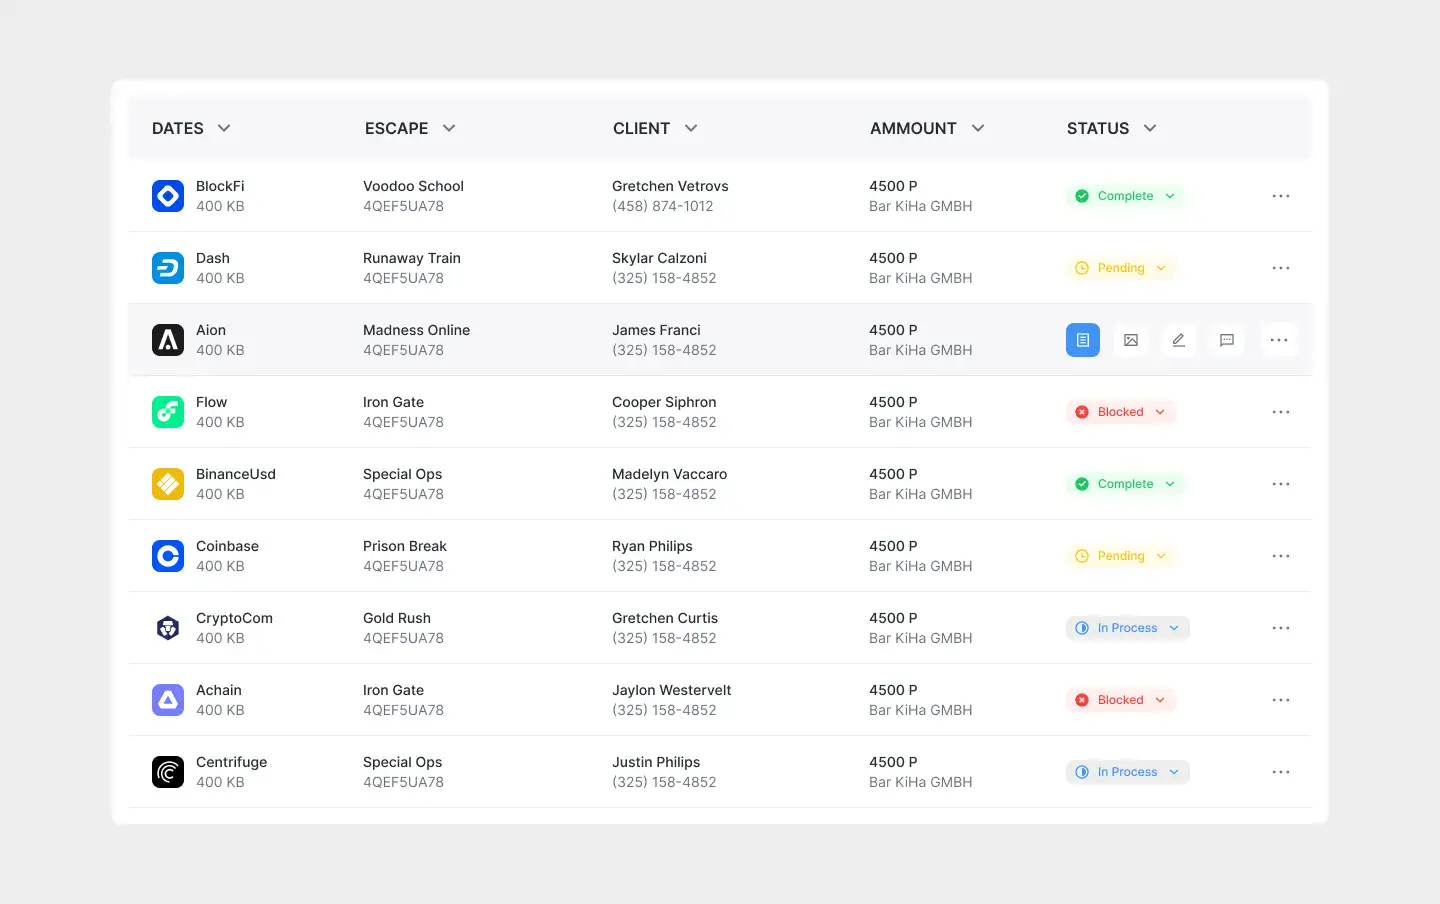 DATES ESCAPE CLIENT AMMOUNT STATUS
BlockFi Voodoo School Gretchen Vetrovs 4500 P
400 KB 4QEF5UA78 (458) 874-1012 Bar KiHa GMBH
Complete
Dash Runaway Train Skylar Calzoni 4500 P
400 KB 4QEF5UA78 (325) 158-4852 Bar KiHa GMBH
Pending
Aion Madness Online James Franci 4500 P
400 KB 4QEF5UA78 (325) 158-4852 Bar KiHa GMBH
Flow Iron Gate Cooper Siphron 4500 P
400 KB 4QEF5UA78 (325) 158-4852 Bar KiHa GMBH
Blocked
BinanceUsd Special Ops Madelyn Vaccaro 4500 P
400 KB 4QEF5UA78 (325) 158-4852 Bar KiHa GMBH
Complete
Coinbase Prison Break Ryan Philips 4500 P
400 KB 4QEF5UA78 (325) 158-4852 Bar KiHa GMBH
Pending
CryptoCom Gold Rush Gretchen Curtis 4500 P
400 KB 4QEF5UA78 (325) 158-4852 Bar KiHa GMBH
In Process
Achain Iron Gate Jaylon Westervelt 4500 P
400 KB 4QEF5UA78 (325) 158-4852 Bar KiHa GMBH
Blocked
Centrifuge Special Ops Justin Philips 4500 P
400 KB 4QEF5UA78 (325) 158-4852 Bar KiHa GMBH
In Process